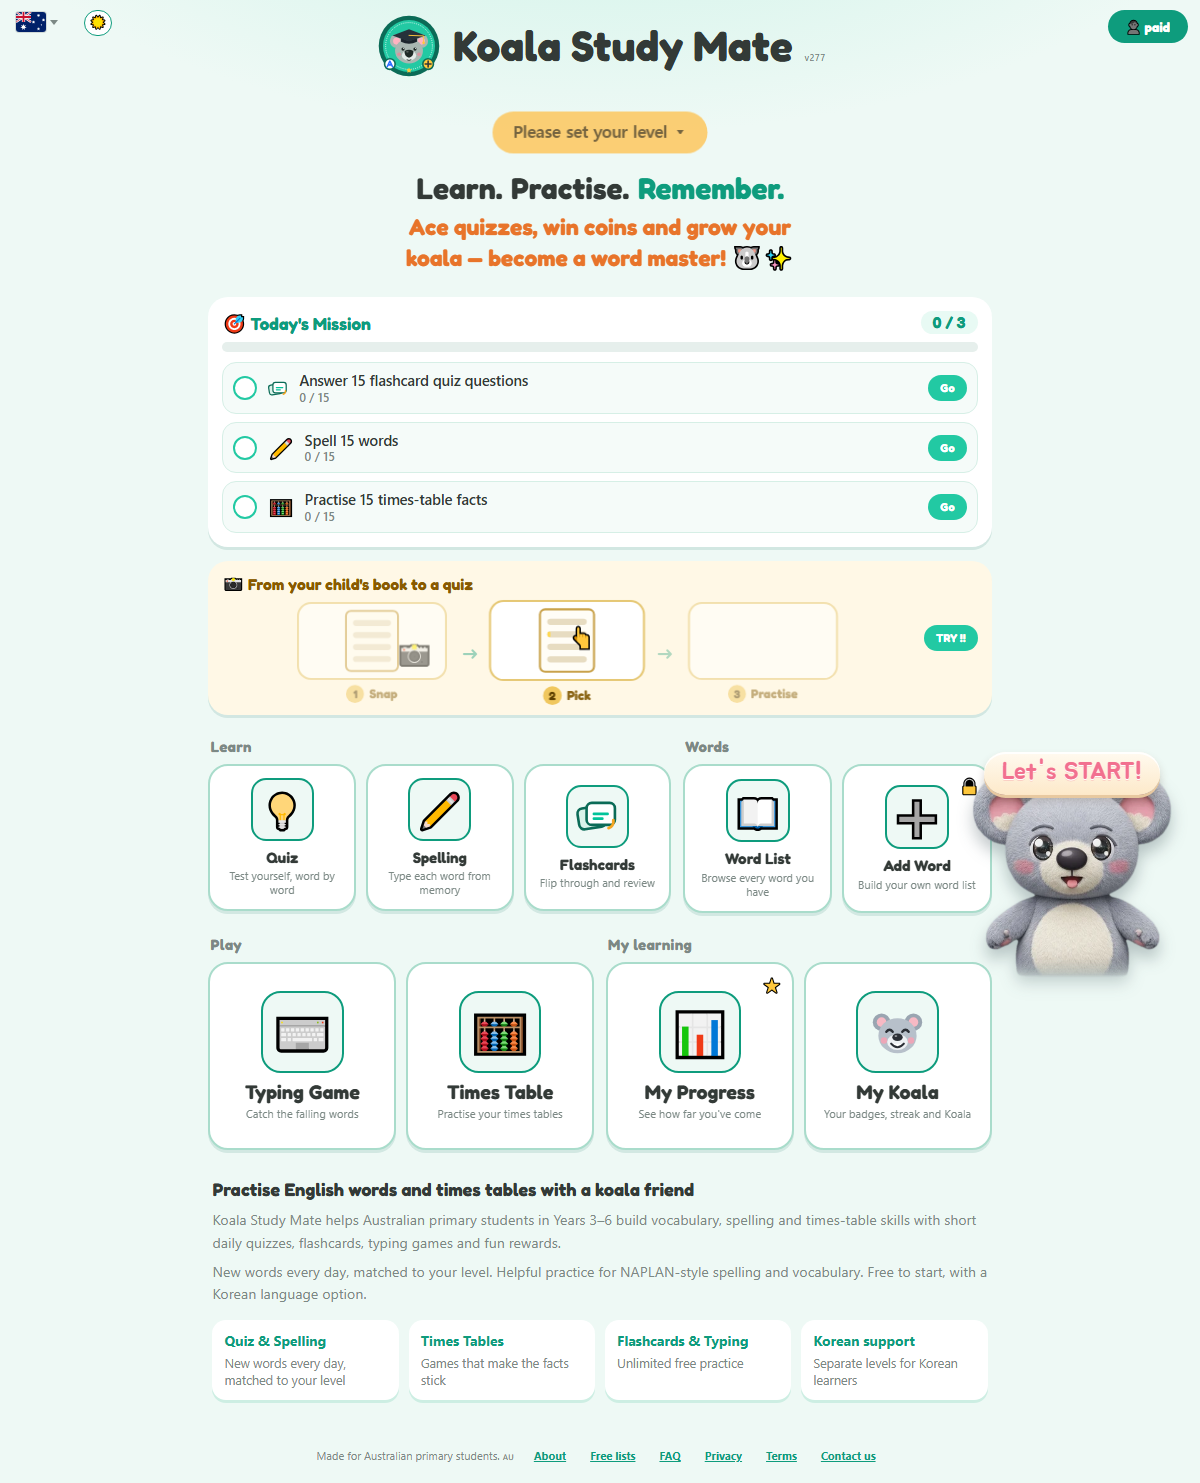 paid
Koala Study Mate v277
Please set your level
Learn. Practise. Remember.
Ace quizzes, win coins and grow your
koala – become a word master!
Today's Mission
0 / 3
Answer 15 flashcard quiz questions
0 / 15
Go
Spell 15 words
0 / 15
Go
Practise 15 times-table facts
0 / 15
Go
From your child's book to a quiz
TRY !!
1 Snap
2 Pick
3 Practise
Learn
Words
Let's START!
Quiz
Test yourself, word by
word
Spelling
Type each word from
memory
Flashcards
Flip through and review
Word List
Browse every word you
have
Add Word
Build your own word list
Play
My learning
Typing Game
Catch the falling words
Times Table
Practise your times tables
My Progress
See how far you've come
My Koala
Your badges, streak and Koala
Practise English words and times tables with a koala friend
Koala Study Mate helps Australian primary students in Years 3–6 build vocabulary, spelling and times-table skills with short
daily quizzes, flashcards, typing games and fun rewards.
New words every day, matched to your level. Helpful practice for NAPLAN-style spelling and vocabulary. Free to start, with a
Korean language option.
Quiz & Spelling
New words every day,
matched to your level
Times Tables
Games that make the facts
stick
Flashcards & Typing
Unlimited free practice
Korean support
Separate levels for Korean
learners
Made for Australian primary students. AU About Free lists FAQ Privacy Terms Contact us